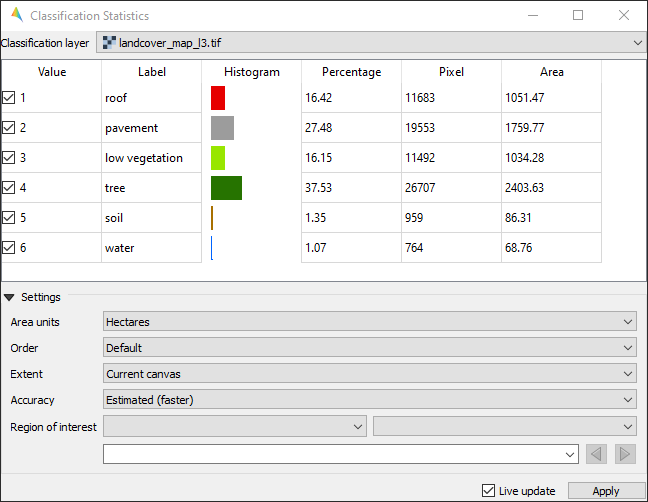 Classification Statistics
Classification layer landcover_map_l3.tif
Value Label Histogram Percentage Pixel Area
1 roof 16.42 11683 1051.47
2 pavement 27.48 19553 1759.77
3 low vegetation 16.15 11492 1034.28
4 tree 37.53 26707 2403.63
5 soil 1.35 959 86.31
6 water 1.07 764 68.76
Settings
Area units Hectares
Order Default
Extent Current canvas
Accuracy Estimated (faster)
Region of interest
Live update Apply